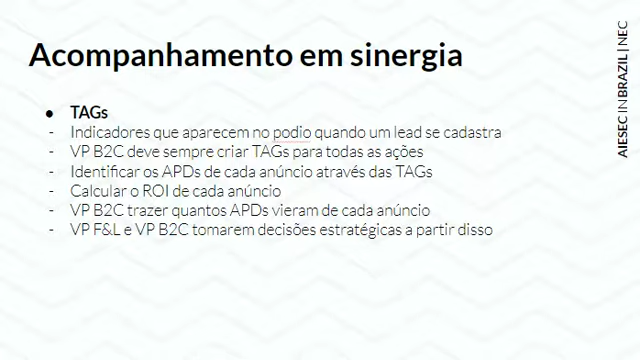 Acompanhamento em sinergia
● TAGs
- Indicadores que aparecem no podio quando um lead se cadastra
- VP B2C deve sempre criar TAGs para todas as ações
- Identificar os APDs de cada anúncio através das TAGs
- Calcular o ROI de cada anúncio
- VP B2C trazer quantos APDs vieram de cada anúncio
- VP F&L e VP B2C tomarem decisões estratégicas a partir disso
AIESEC IN BRAZIL | NEC